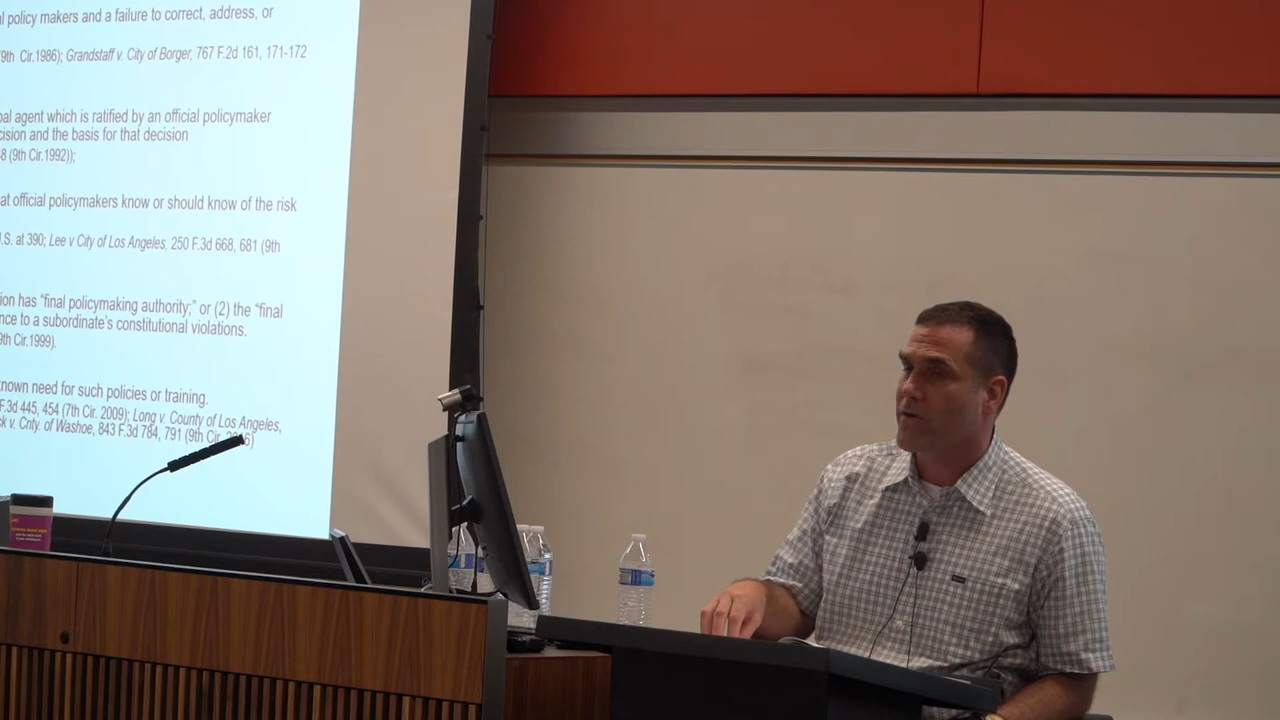 l policy makers and a failure to correct, address, or
9th Cir.1986); Grandstaff v. City of Borger, 767 F.2d 161, 171-172
pal agent which is ratified by an official policymaker
cision and the basis for that decision
8 (9th Cir.1992));
at official policymakers know or should know of the risk
J.S. at 390; Lee v City of Los Angeles, 250 F.3d 668, 681 (9th
ion has “final policymaking authority;” or (2) the “final
nce to a subordinate’s constitutional violations.
9th Cir.1999).
nown need for such policies or training.
F.3d 445, 454 (7th Cir. 2009); Long v. County of Los Angeles,
k v. Cnty. of Washoe, 843 F.3d 784, 791 (9th Cir. 2016)